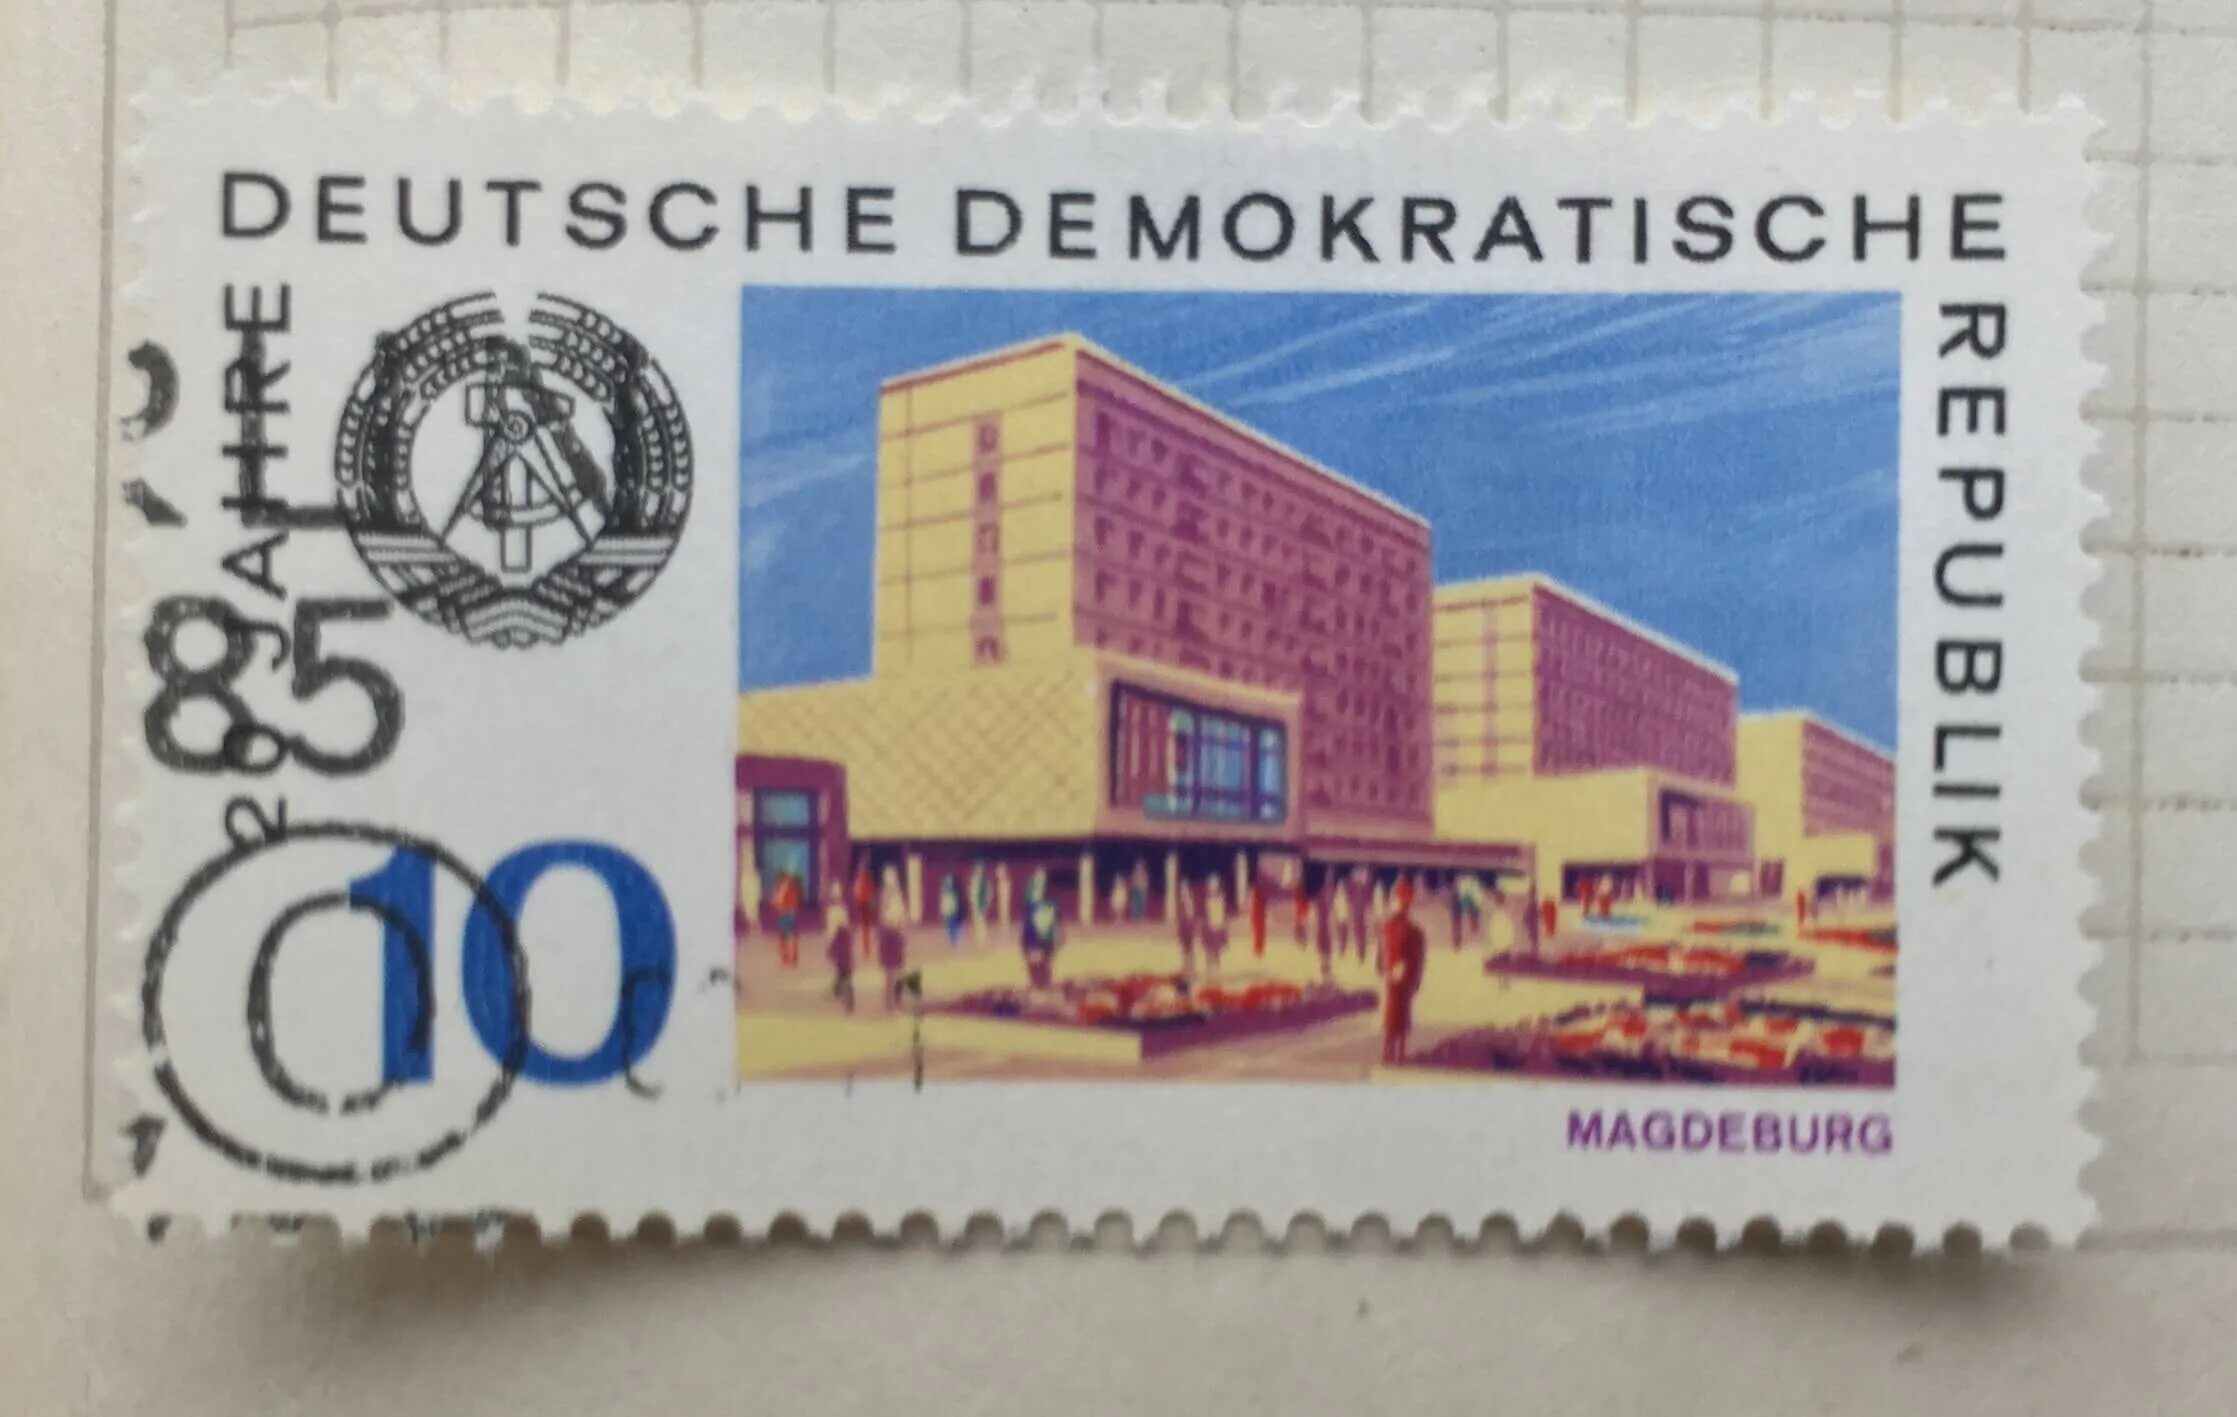 DEUTSCHE DEMOKRATISCHE
REPUBLIK
20 JAHRE
85
10
MAGDEBURG